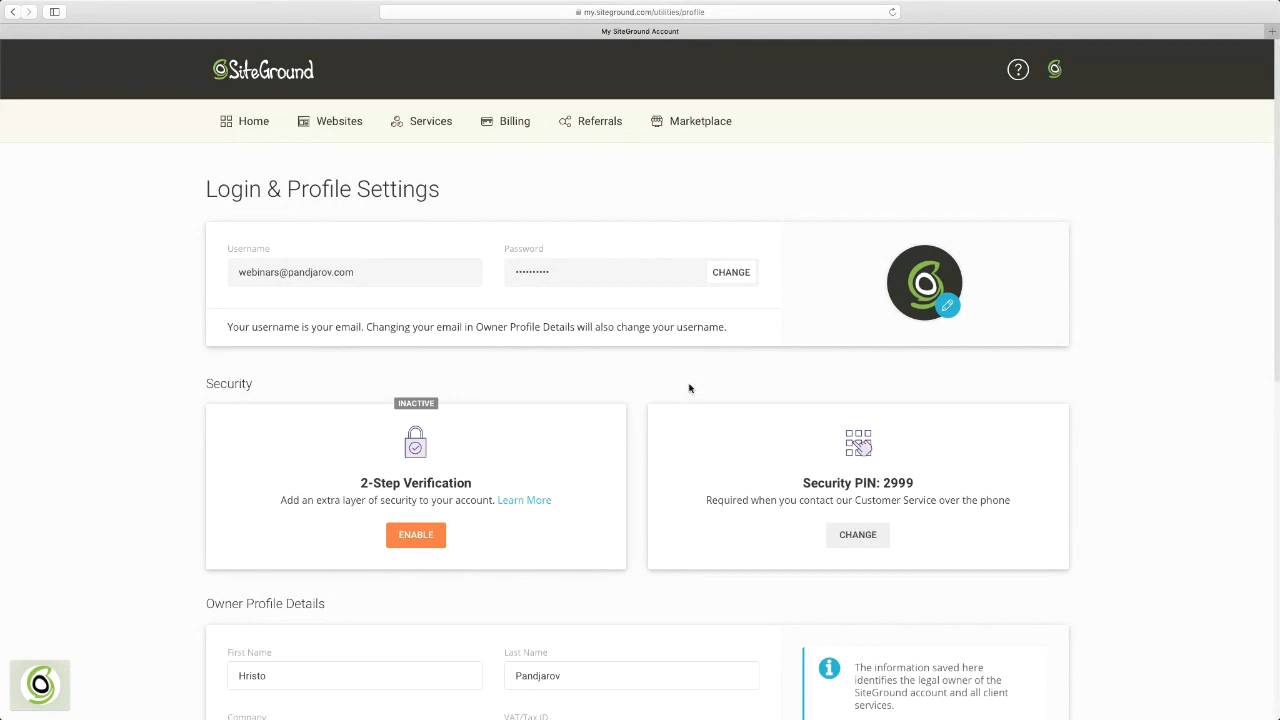 my.siteground.com/utilities/profile
My SiteGround Account
SiteGround
?
Home Websites Services Billing Referrals Marketplace
Login & Profile Settings
Username Password
webinars@pandjarov.com •••••••••• CHANGE
Your username is your email. Changing your email in Owner Profile Details will also change your username.
Security
INACTIVE
2-Step Verification
Add an extra layer of security to your account. Learn More
ENABLE
Security PIN: 2999
Required when you contact our Customer Service over the phone
CHANGE
Owner Profile Details
First Name Last Name
Hristo Pandjarov
Company VAT/Tax ID
The information saved here
identifies the legal owner of the
SiteGround account and all client
services.